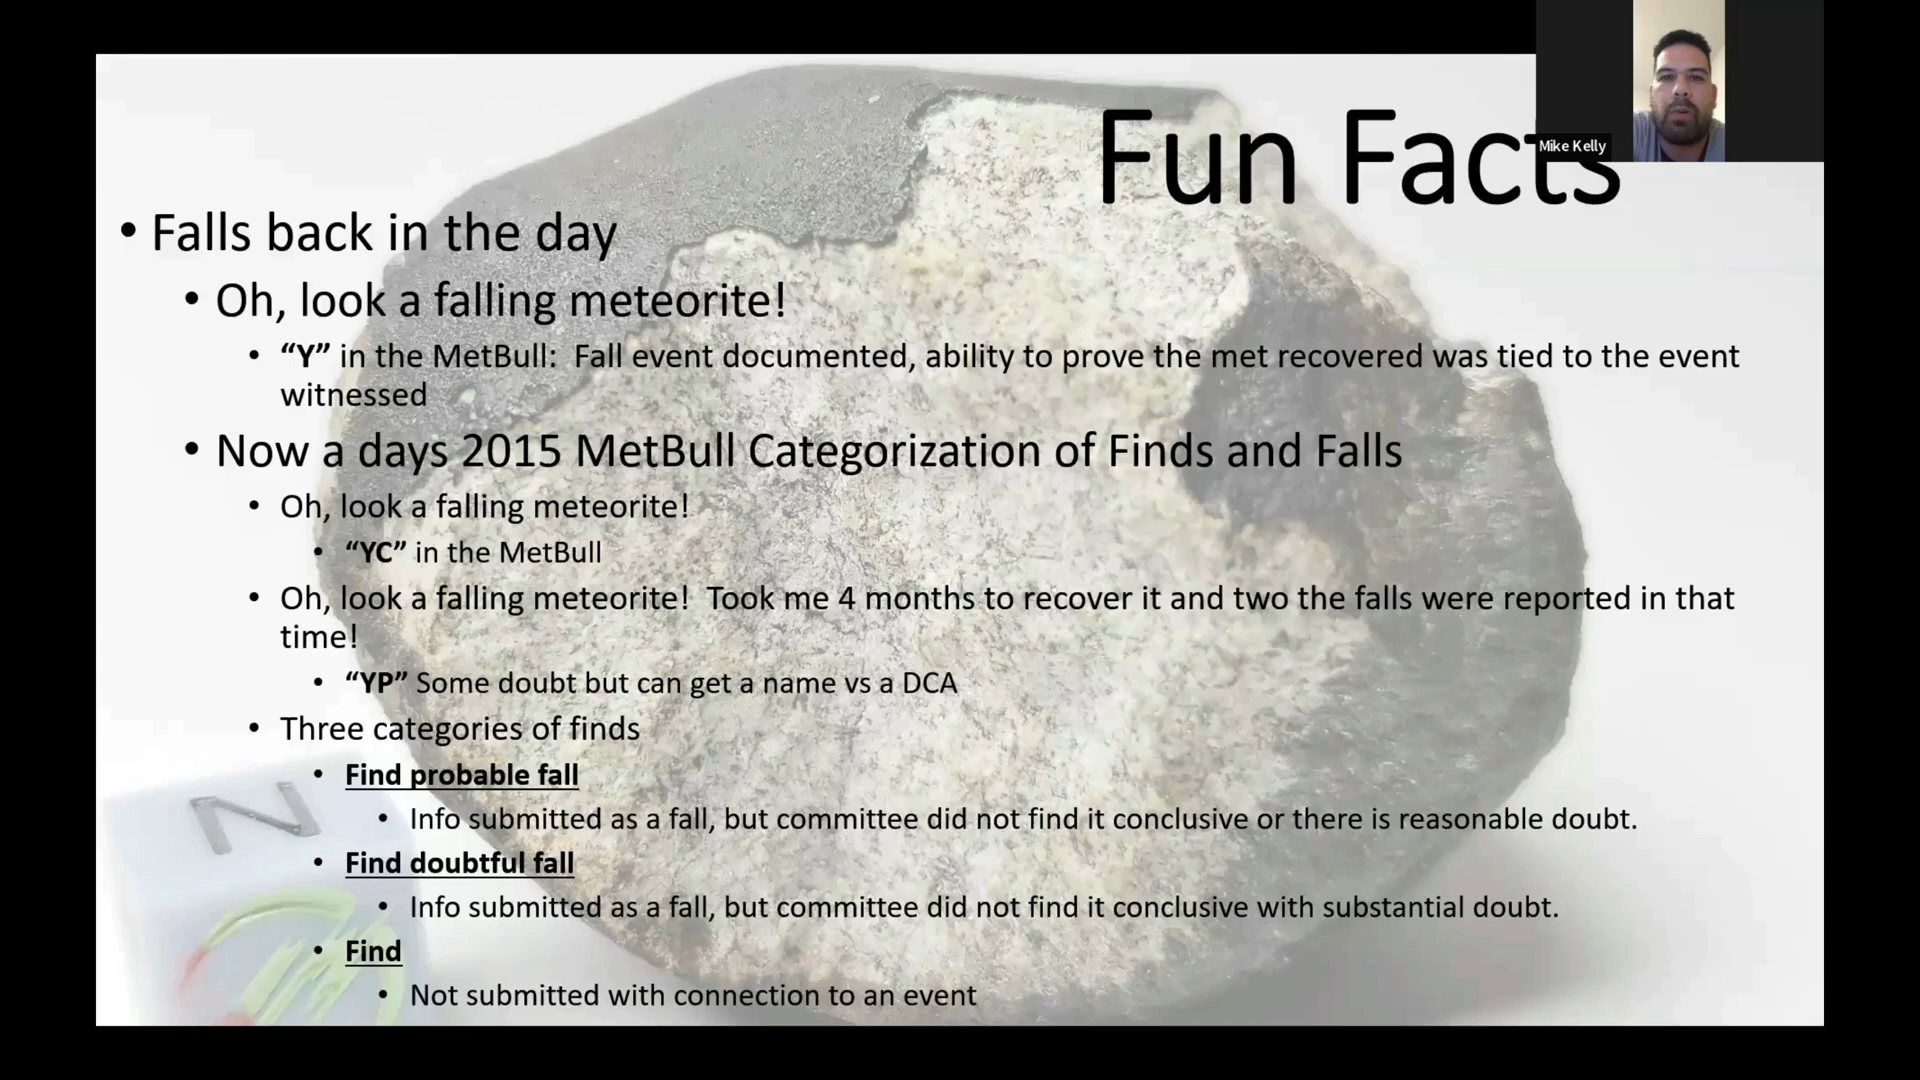 Fun Facts
Mike Kelly
• Falls back in the day
• Oh, look a falling meteorite!
• “Y” in the MetBull:  Fall event documented, ability to prove the met recovered was tied to the event
witnessed
• Now a days 2015 MetBull Categorization of Finds and Falls
• Oh, look a falling meteorite!
• “YC” in the MetBull
• Oh, look a falling meteorite!  Took me 4 months to recover it and two the falls were reported in that
time!
• “YP” Some doubt but can get a name vs a DCA
• Three categories of finds
• Find probable fall
• Info submitted as a fall, but committee did not find it conclusive or there is reasonable doubt.
• Find doubtful fall
• Info submitted as a fall, but committee did not find it conclusive with substantial doubt.
• Find
• Not submitted with connection to an event
N